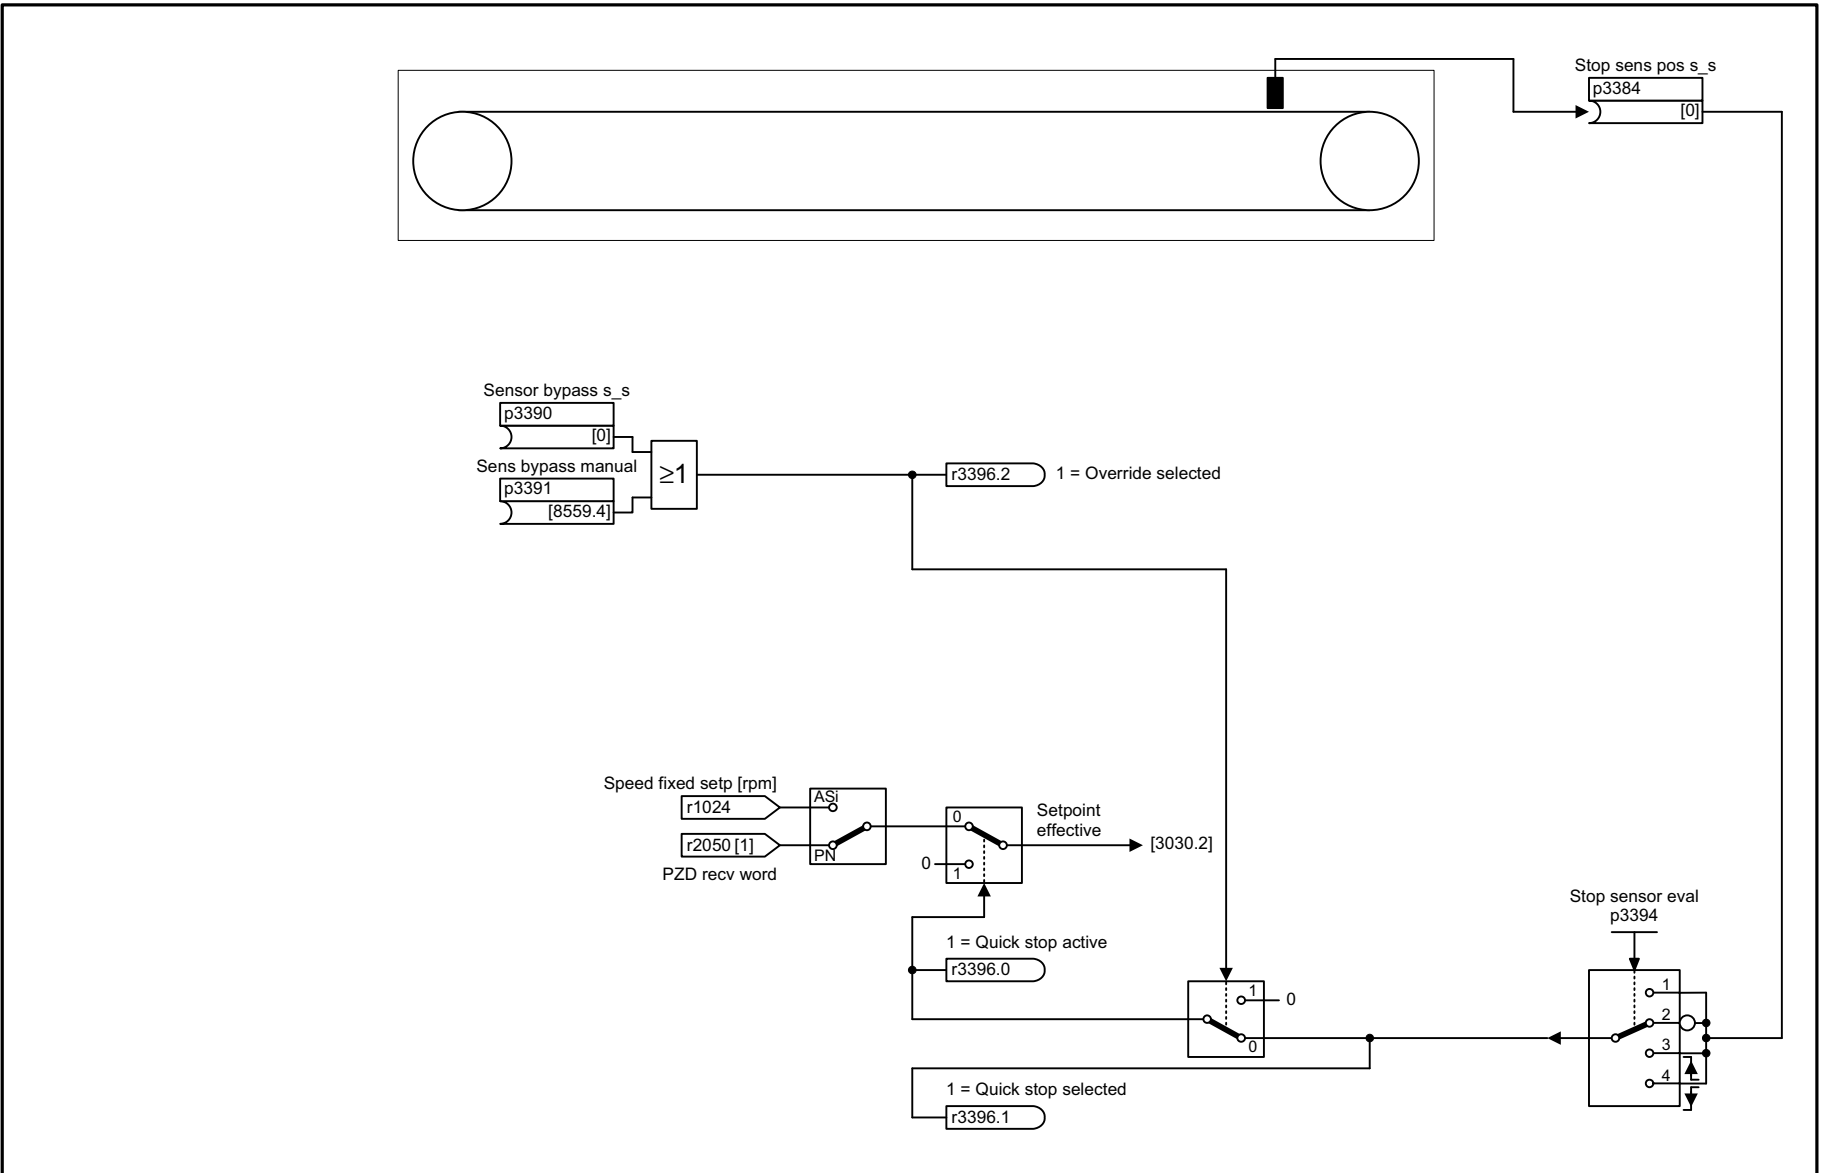 Stop sens pos s_s
p3384
[0]
Sensor bypass s_s
p3390
[0]
Sens bypass manual
p3391
[8559.4]
≥1
r3396.2
1 = Override selected
Speed fixed setp [rpm]
r1024
ASi
r2050 [1]
PN
PZD recv word
0
0
1
Setpoint
effective
[3030.2]
1 = Quick stop active
r3396.0
1
0
0
1 = Quick stop selected
r3396.1
Stop sensor eval
p3394
1
2
3
4